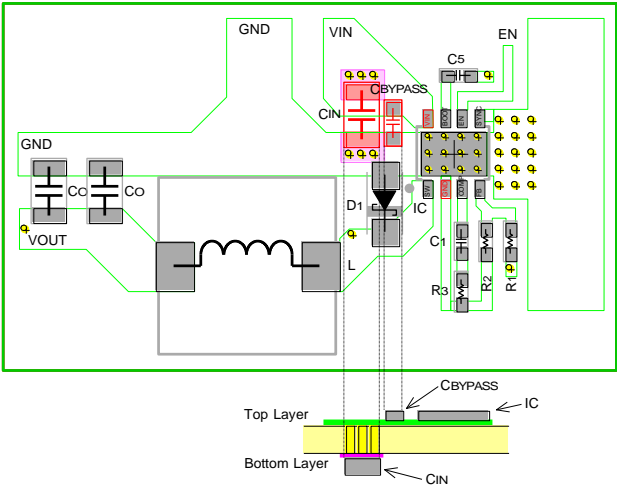 GND
VIN
EN
C5
CBYPASS
CIN
VIN
BOOT
EN
SYNC
GND
CO
CO
D1
IC
SW
GND
COMP
FB
VOUT
L
C1
R3
R2
R1
CBYPASS
IC
Top Layer
Bottom Layer
CIN